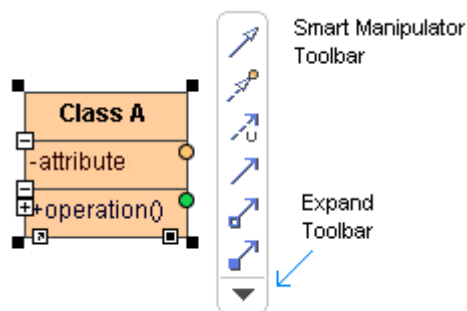 Smart Manipulator
Toolbar
Class A
-attribute
+operation()
U
Expand
Toolbar